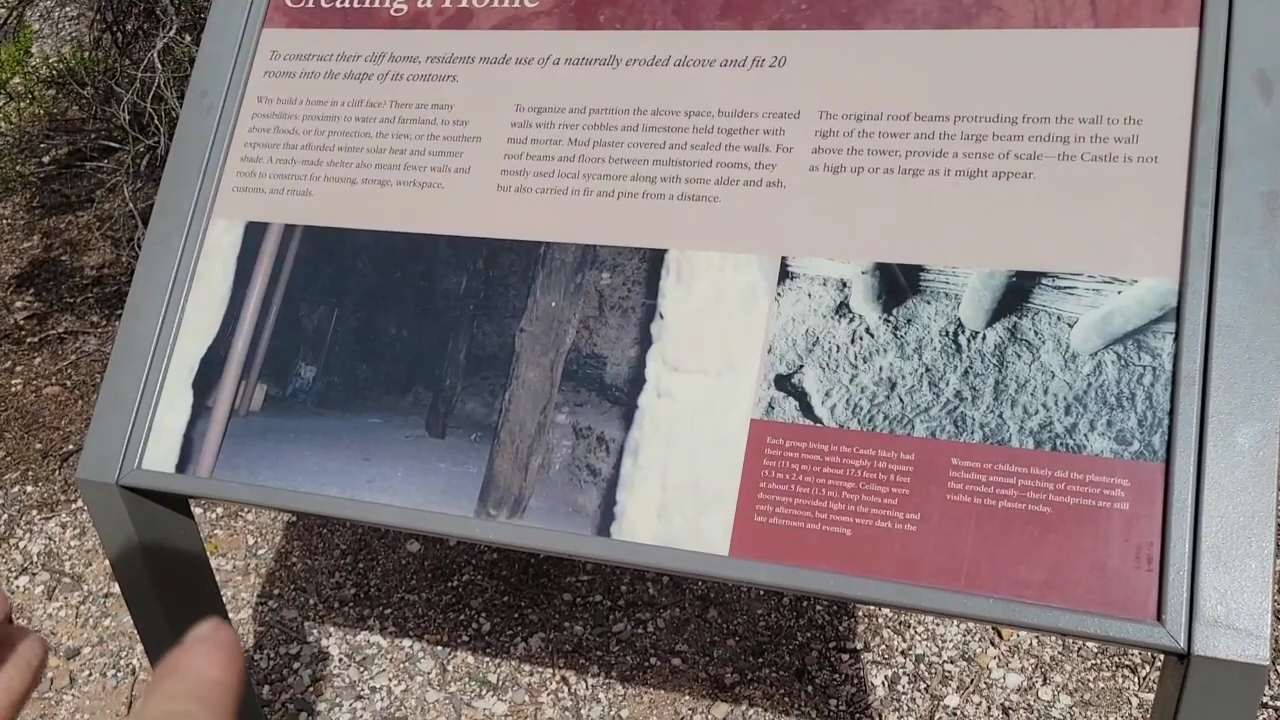 Creating a Home
To construct their cliff home, residents made use of a naturally eroded alcove and fit 20
rooms into the shape of its contours.
Why build a home in a cliff face? There are many
possibilities: proximity to water and farmland, to stay
above floods, or for protection, the view, or the southern
exposure that afforded winter solar heat and summer
shade. A ready-made shelter also meant fewer walls and
roofs to construct for housing, storage, workspace,
customs, and rituals.
To organize and partition the alcove space, builders created
walls with river cobbles and limestone held together with
mud mortar. Mud plaster covered and sealed the walls. For
roof beams and floors between multistoried rooms, they
mostly used local sycamore along with some alder and ash,
but also carried in fir and pine from a distance.
The original roof beams protruding from the wall to the
right of the tower and the large beam ending in the wall
above the tower, provide a sense of scale—the Castle is not
as high up or as large as it might appear.
Each group living in the Castle likely had
their own room, with roughly 140 square
feet (13 sq m) or about 17.5 feet by 8 feet
(5.3 m x 2.4 m) on average. Ceilings were
at about 5 feet (1.5 m). Peep holes and
doorways provided light in the morning and
early afternoon, but rooms were dark in the
late afternoon and evening.
Women or children likely did the plastering,
including annual patching of exterior walls
that eroded easily—their handprints are still
visible in the plaster today.